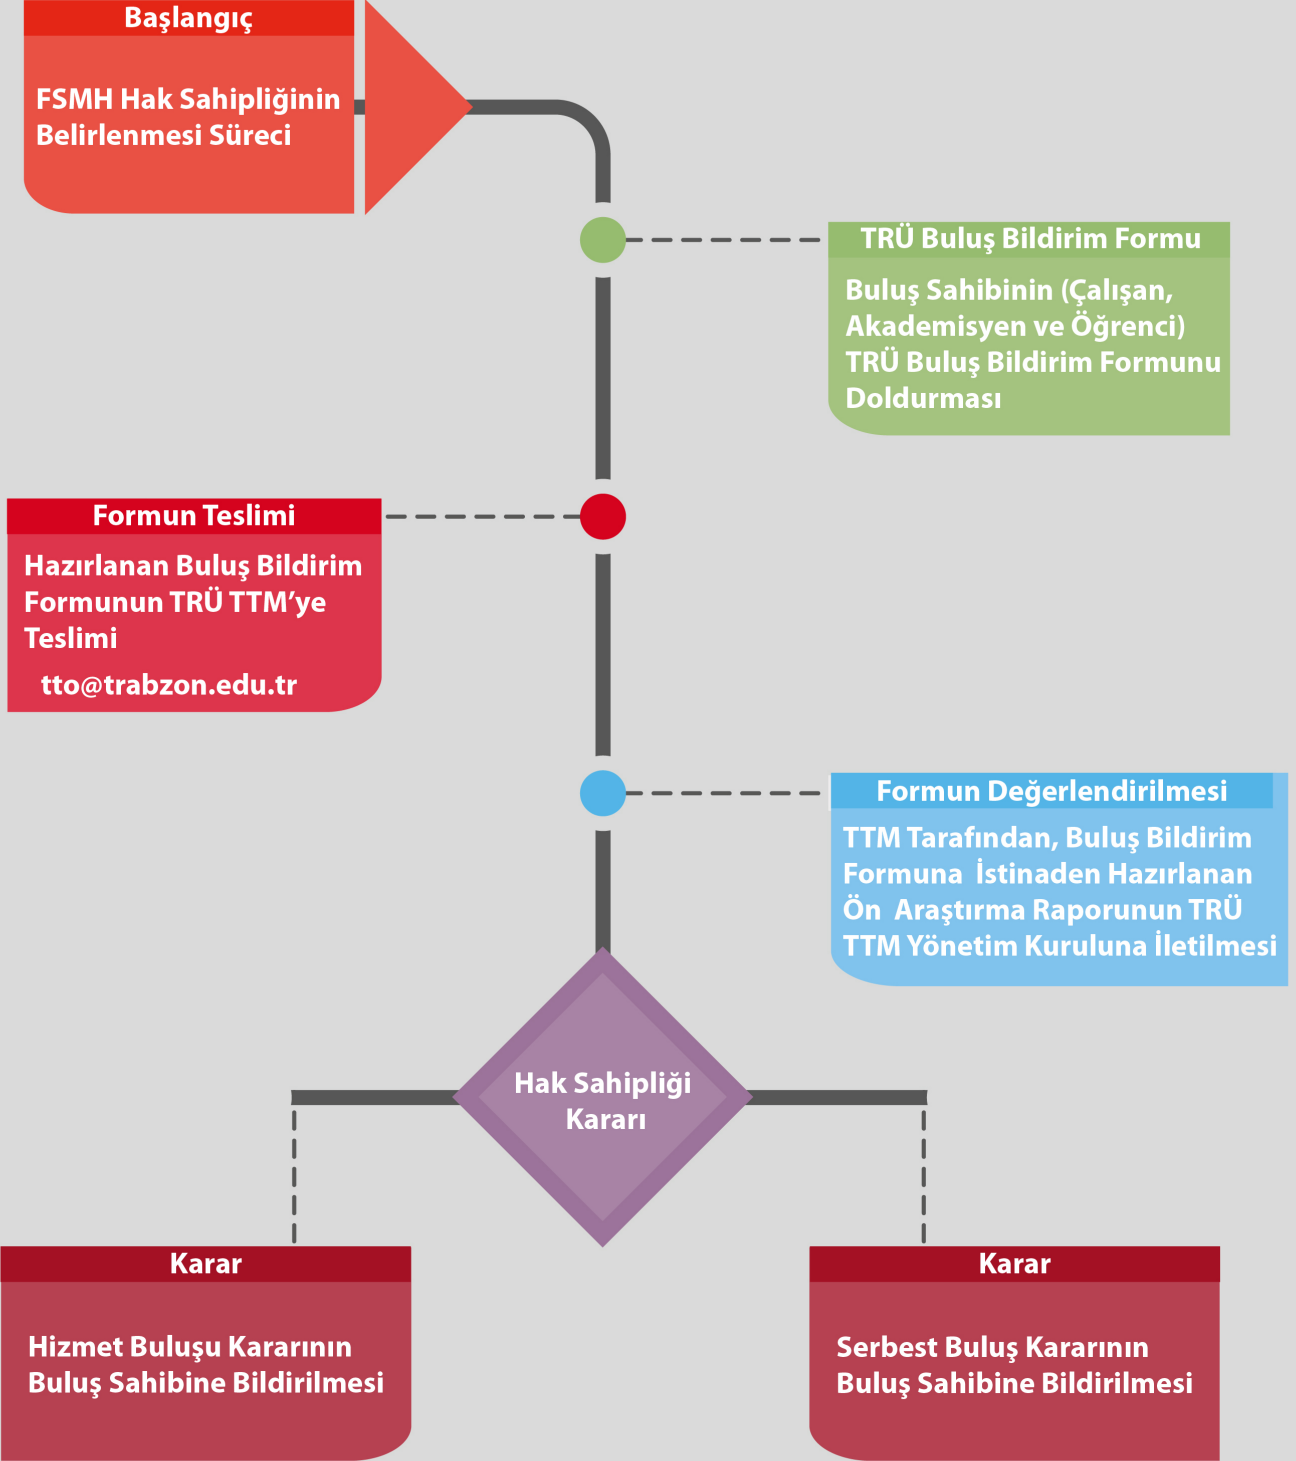 Başlangıç
FSMH Hak Sahipliğinin
Belirlenmesi Süreci
TRÜ Buluş Bildirim Formu
Buluş Sahibinin (Çalışan,
Akademisyen ve Öğrenci)
TRÜ Buluş Bildirim Formunu
Doldurması
Formun Teslimi
Hazırlanan Buluş Bildirim
Formunun TRÜ TTM’ye
Teslimi
tto@trabzon.edu.tr
Formun Değerlendirilmesi
TTM Tarafından, Buluş Bildirim
Formuna İstinaden Hazırlanan
Ön Araştırma Raporunun TRÜ
TTM Yönetim Kuruluna İletilmesi
Hak Sahipliği
Kararı
Karar
Hizmet Buluşu Kararının
Buluş Sahibine Bildirilmesi
Karar
Serbest Buluş Kararının
Buluş Sahibine Bildirilmesi